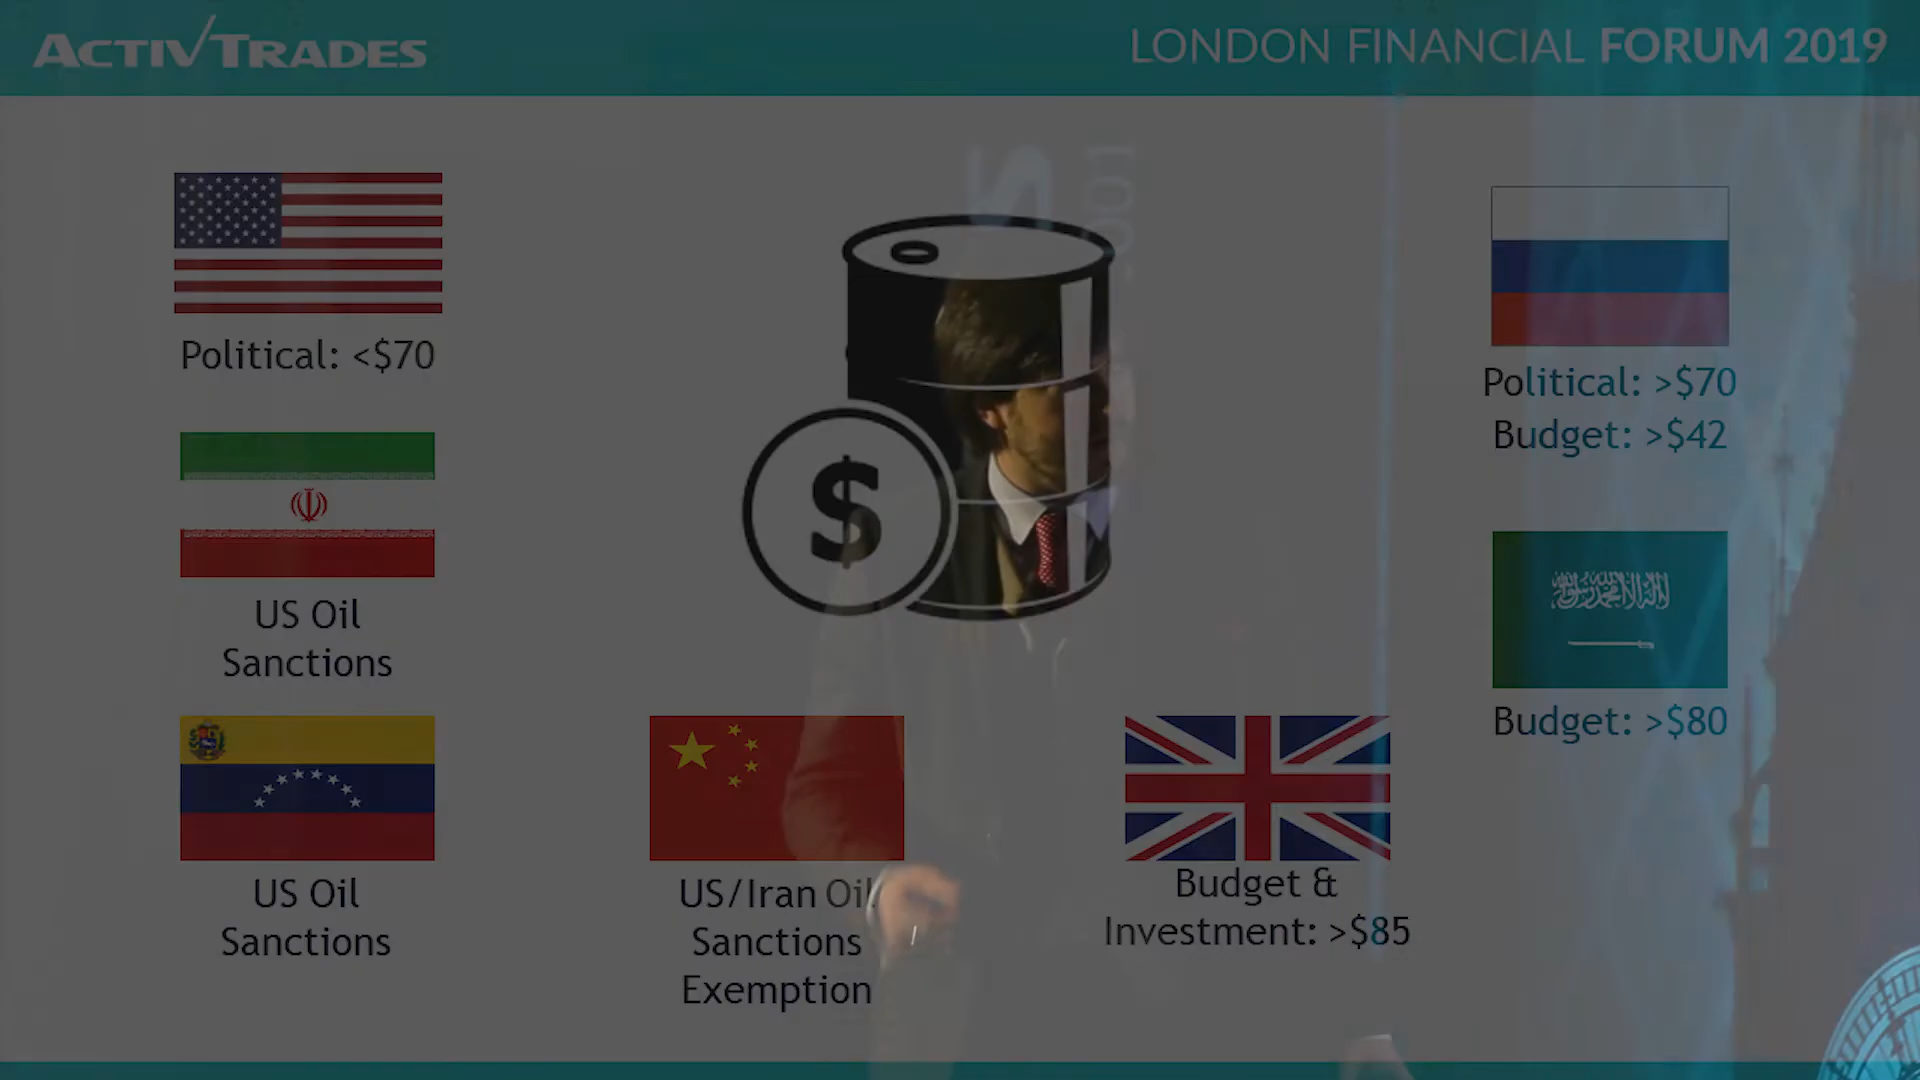 ACTIVTRADES
LONDON FINANCIAL FORUM 2019
Political: <$70
US Oil
Sanctions
US Oil
Sanctions
$
US/Iran Oil
Sanctions
Exemption
Budget &
Investment: >$85
Political: >$70
Budget: >$42
Budget: >$80